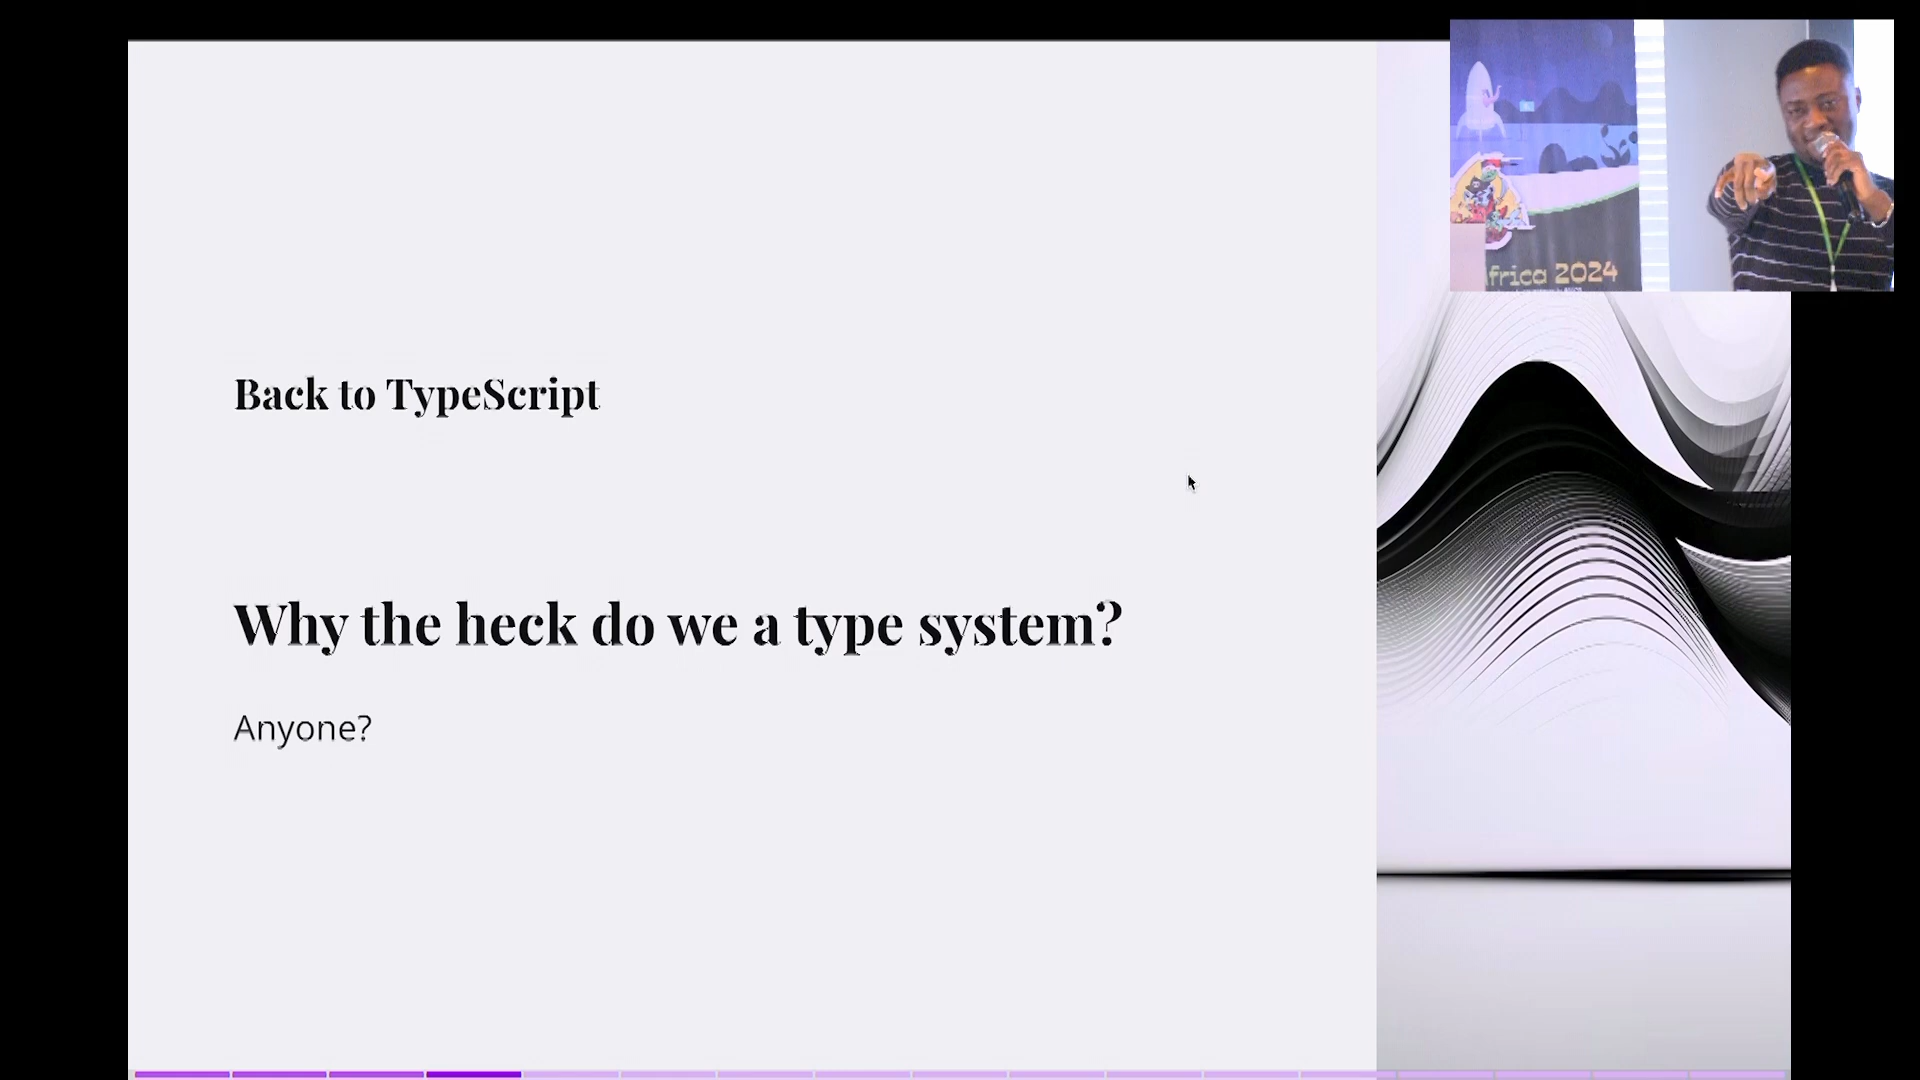 Back to TypeScript
Why the heck do we a type system?
Anyone?
frica 2024